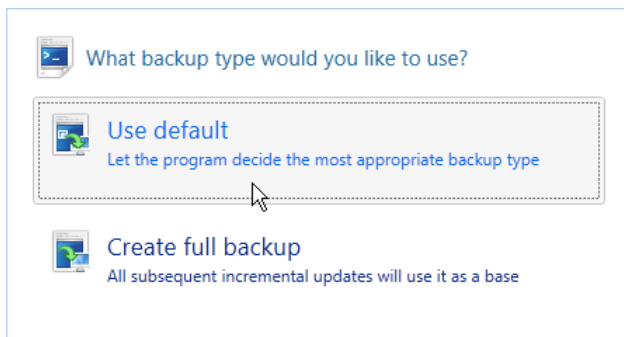 What backup type would you like to use?
Use default
Let the program decide the most appropriate backup type
Create full backup
All subsequent incremental updates will use it as a base